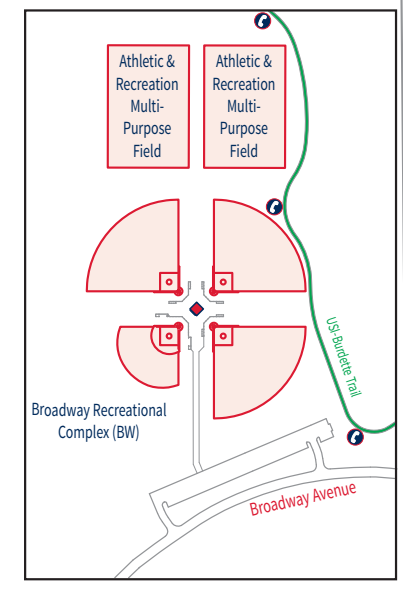 Athletic &
Recreation
Multi-
Purpose
Field
Athletic &
Recreation
Multi-
Purpose
Field
USI-Burdette Trail
Broadway Recreational
Complex (BW)
Broadway Avenue